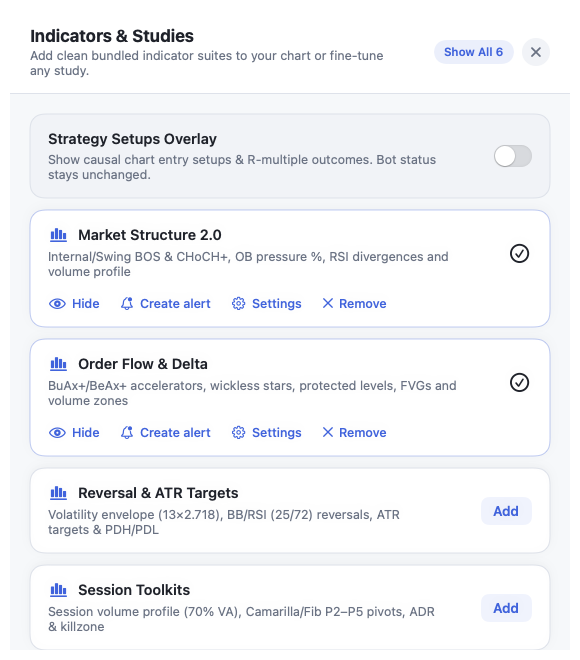 Indicators & Studies
Add clean bundled indicator suites to your chart or fine-tune
any study.
Show All 6
Strategy Setups Overlay
Show causal chart entry setups & R-multiple outcomes. Bot status
stays unchanged.
Market Structure 2.0
Internal/Swing BOS & CHoCH+, OB pressure %, RSI divergences and
volume profile
Hide Create alert Settings Remove
Order Flow & Delta
BuAx+/BeAx+ accelerators, wickless stars, protected levels, FVGs and
volume zones
Hide Create alert Settings Remove
Reversal & ATR Targets
Volatility envelope (13×2.718), BB/RSI (25/72) reversals, ATR
targets & PDH/PDL
Add
Session Toolkits
Session volume profile (70% VA), Camarilla/Fib P2–P5 pivots, ADR
& killzone
Add